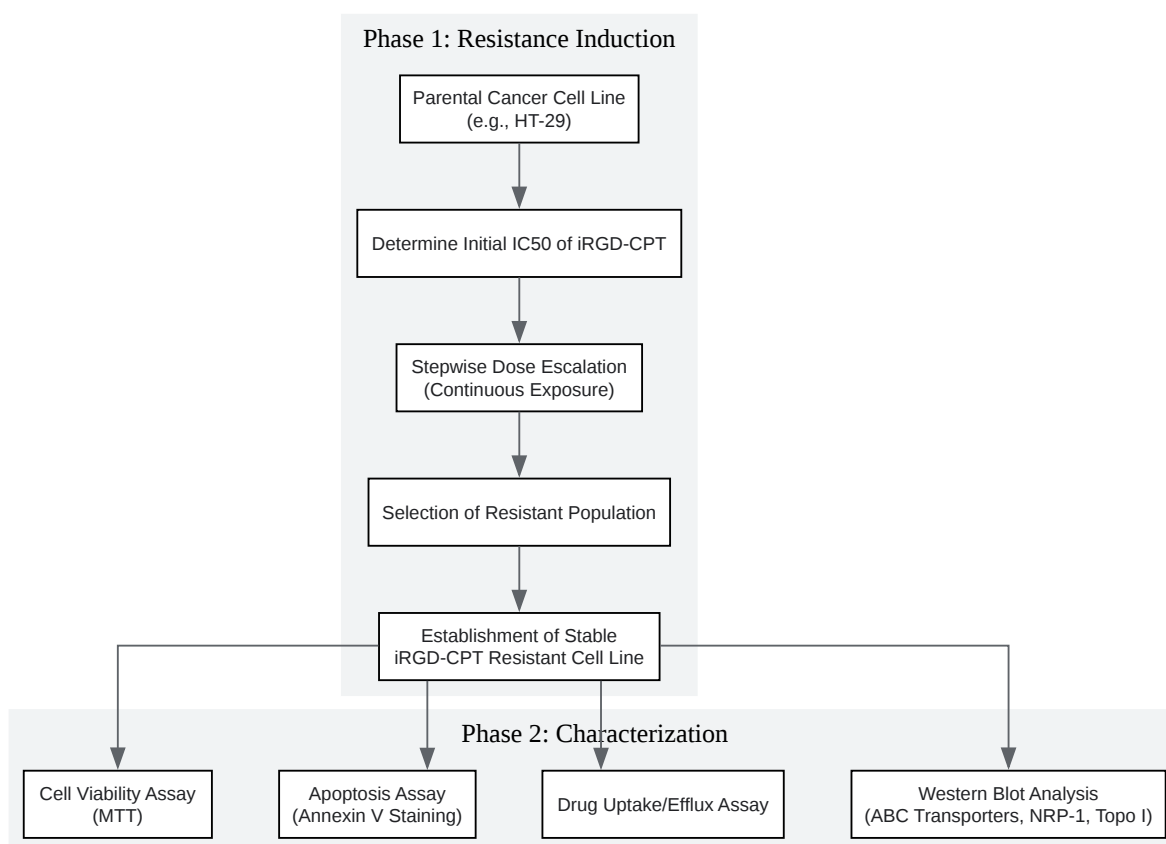 Phase 1: Resistance Induction
Parental Cancer Cell Line
(e.g., HT-29)
Determine Initial IC50 of iRGD-CPT
Stepwise Dose Escalation
(Continuous Exposure)
Selection of Resistant Population
Establishment of Stable
iRGD-CPT Resistant Cell Line
Phase 2: Characterization
Cell Viability Assay
(MTT)
Apoptosis Assay
(Annexin V Staining)
Drug Uptake/Efflux Assay
Western Blot Analysis
(ABC Transporters, NRP-1, Topo I)